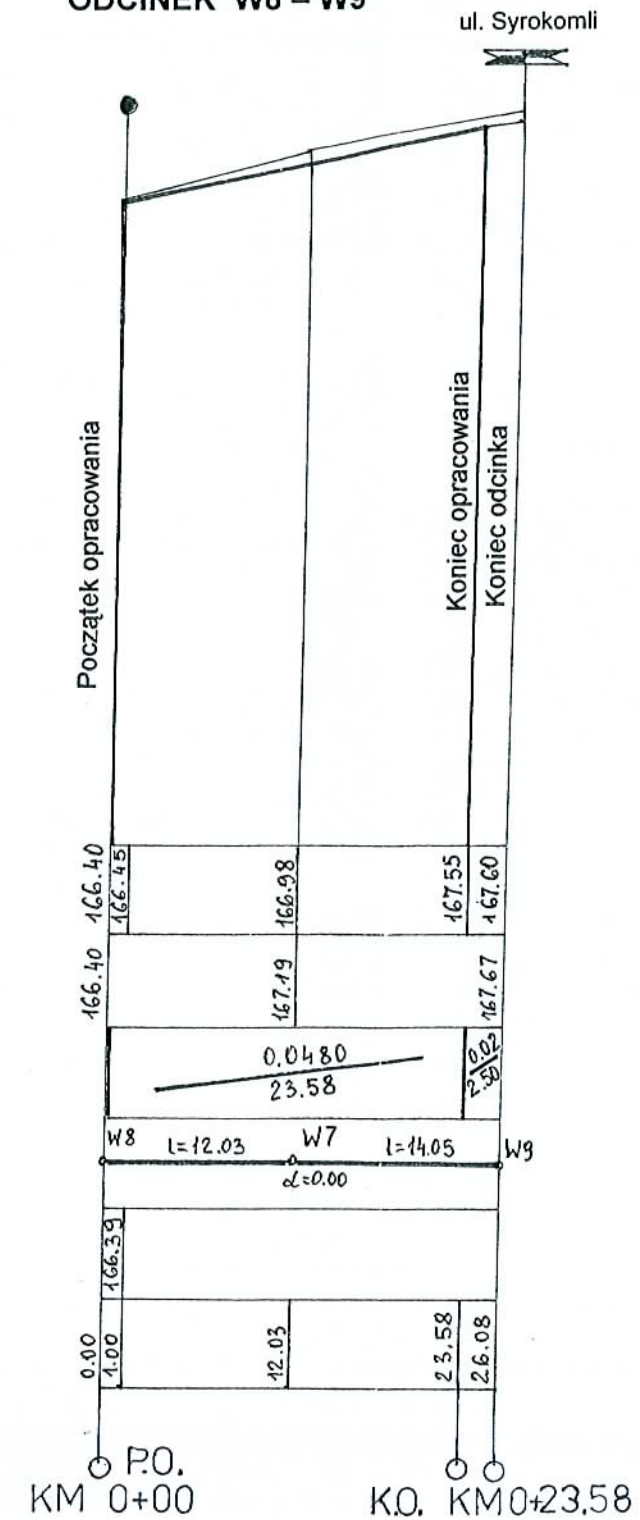 ODCINEK W8 – W9
ul. Syrokomli
Początek opracowania
Koniec opracowania
Koniec odcinka
166.40 166.45 166.98 167.55 167.60
166.40 167.19 167.67
0.0480 0.02
23.58 2.50
W8 l=12.03 W7 l=14.05 W9
α=0.00
166.39
0.00 1.00 12.03 23.58 26.08
P.O.
KM 0+00 K.O. KM0+23.58